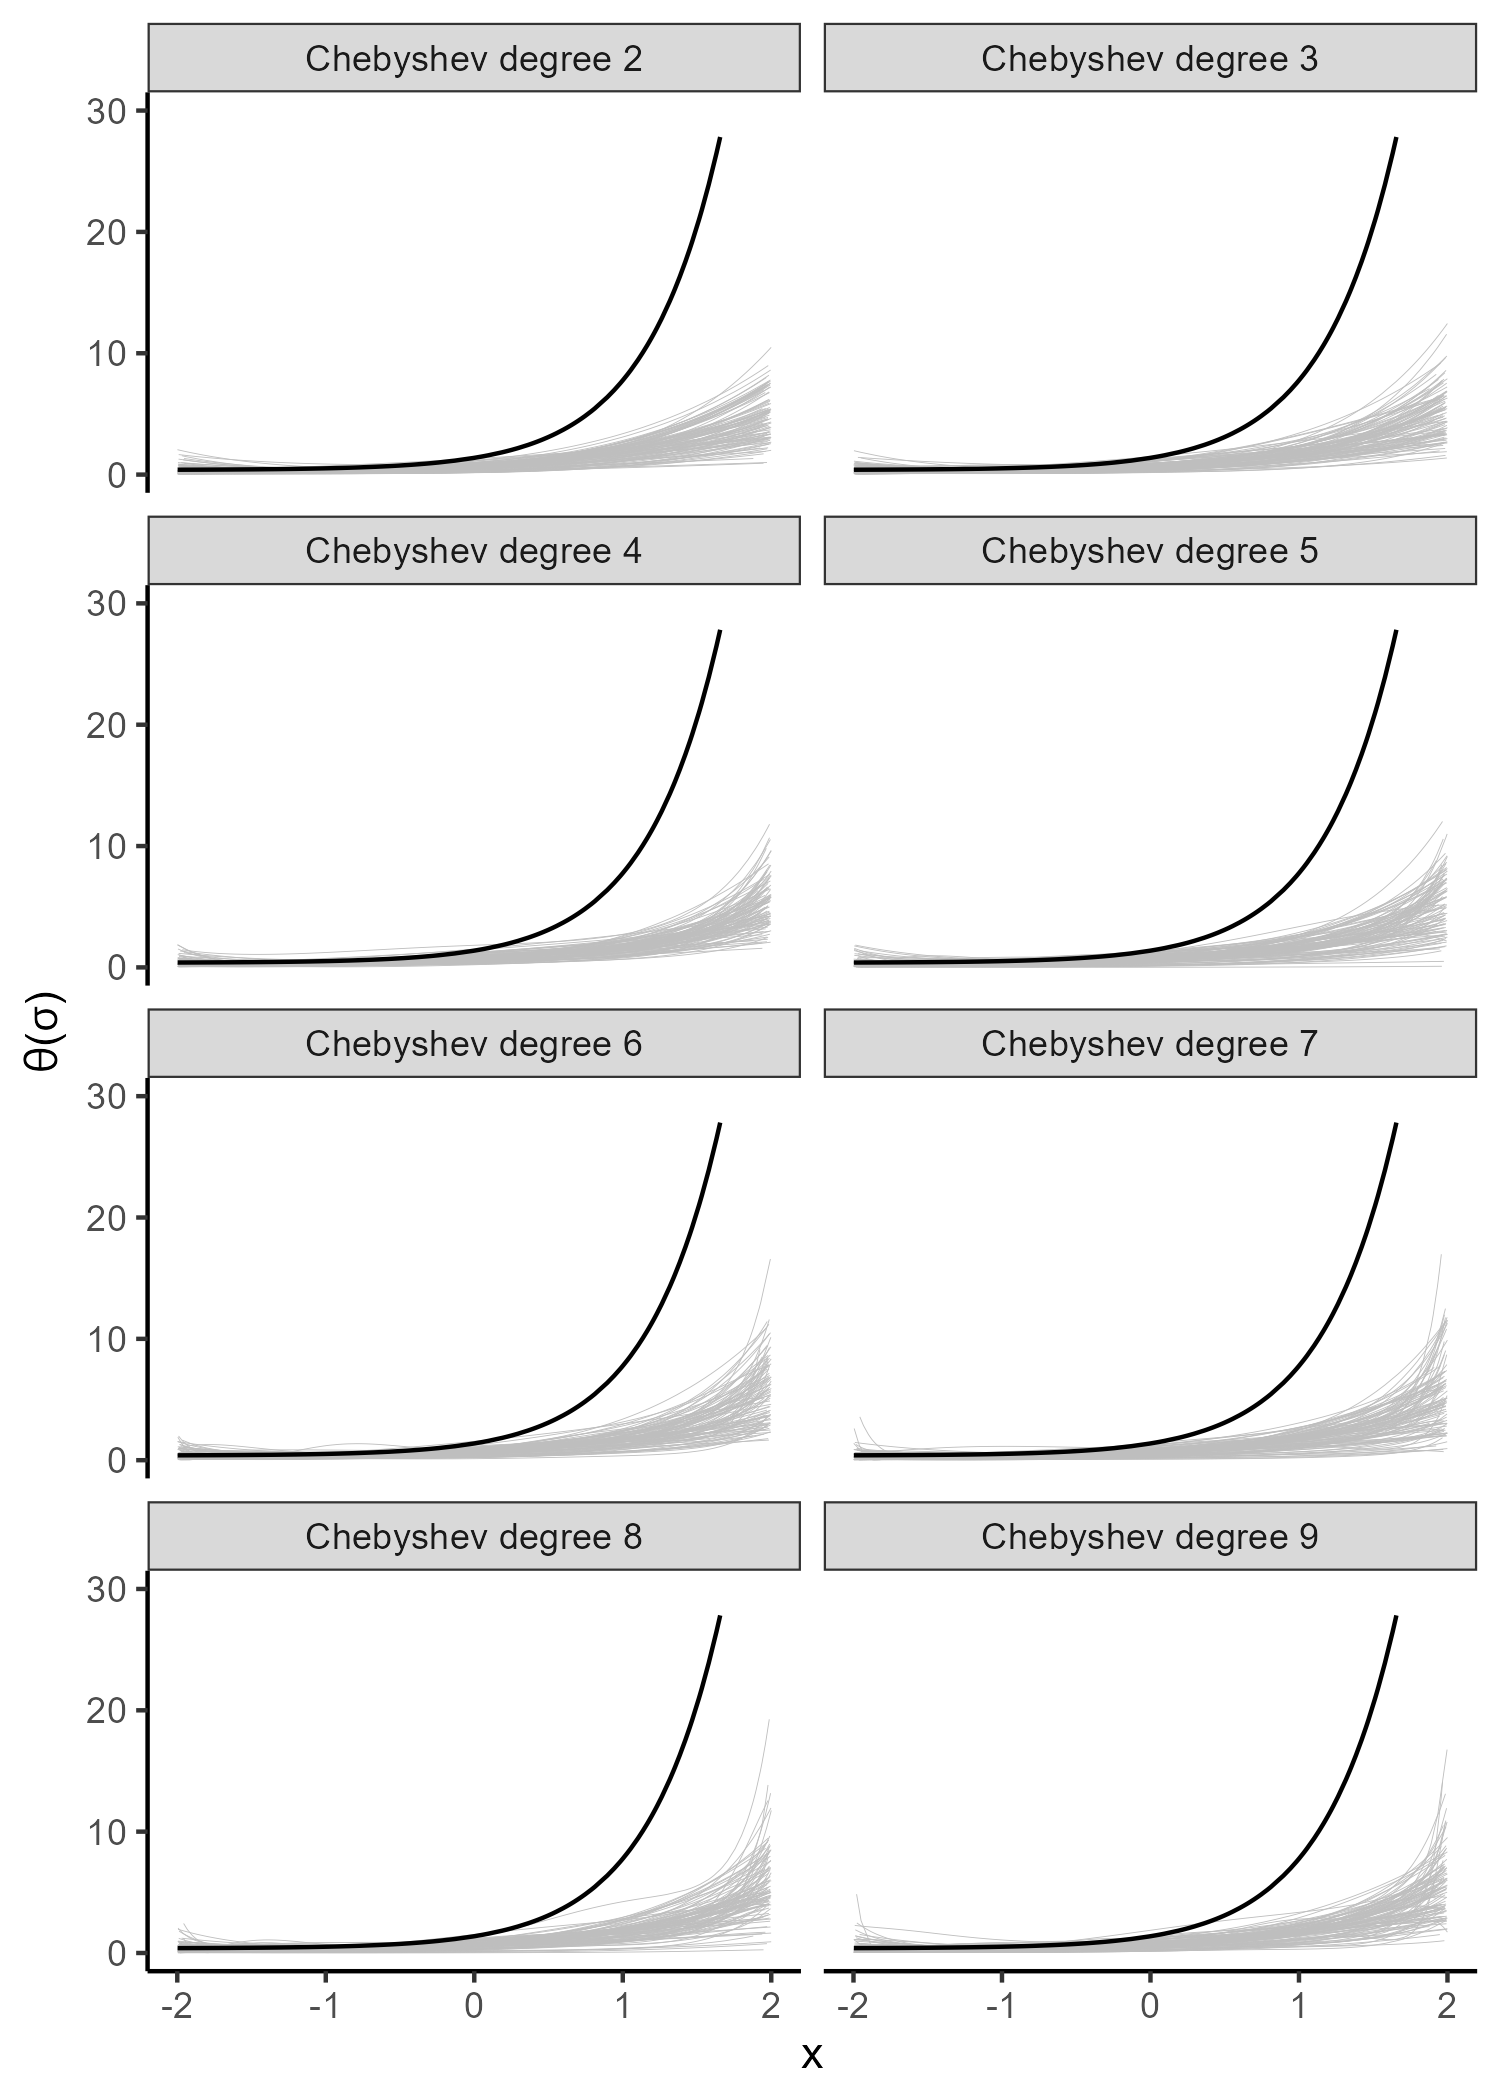 Chebyshev degree 2
Chebyshev degree 3
30
20
10
0
Chebyshev degree 4
Chebyshev degree 5
30
20
10
0
θ(σ)
Chebyshev degree 6
Chebyshev degree 7
30
20
10
0
Chebyshev degree 8
Chebyshev degree 9
30
20
10
0
-2 -1 0 1 2
-2 -1 0 1 2
x